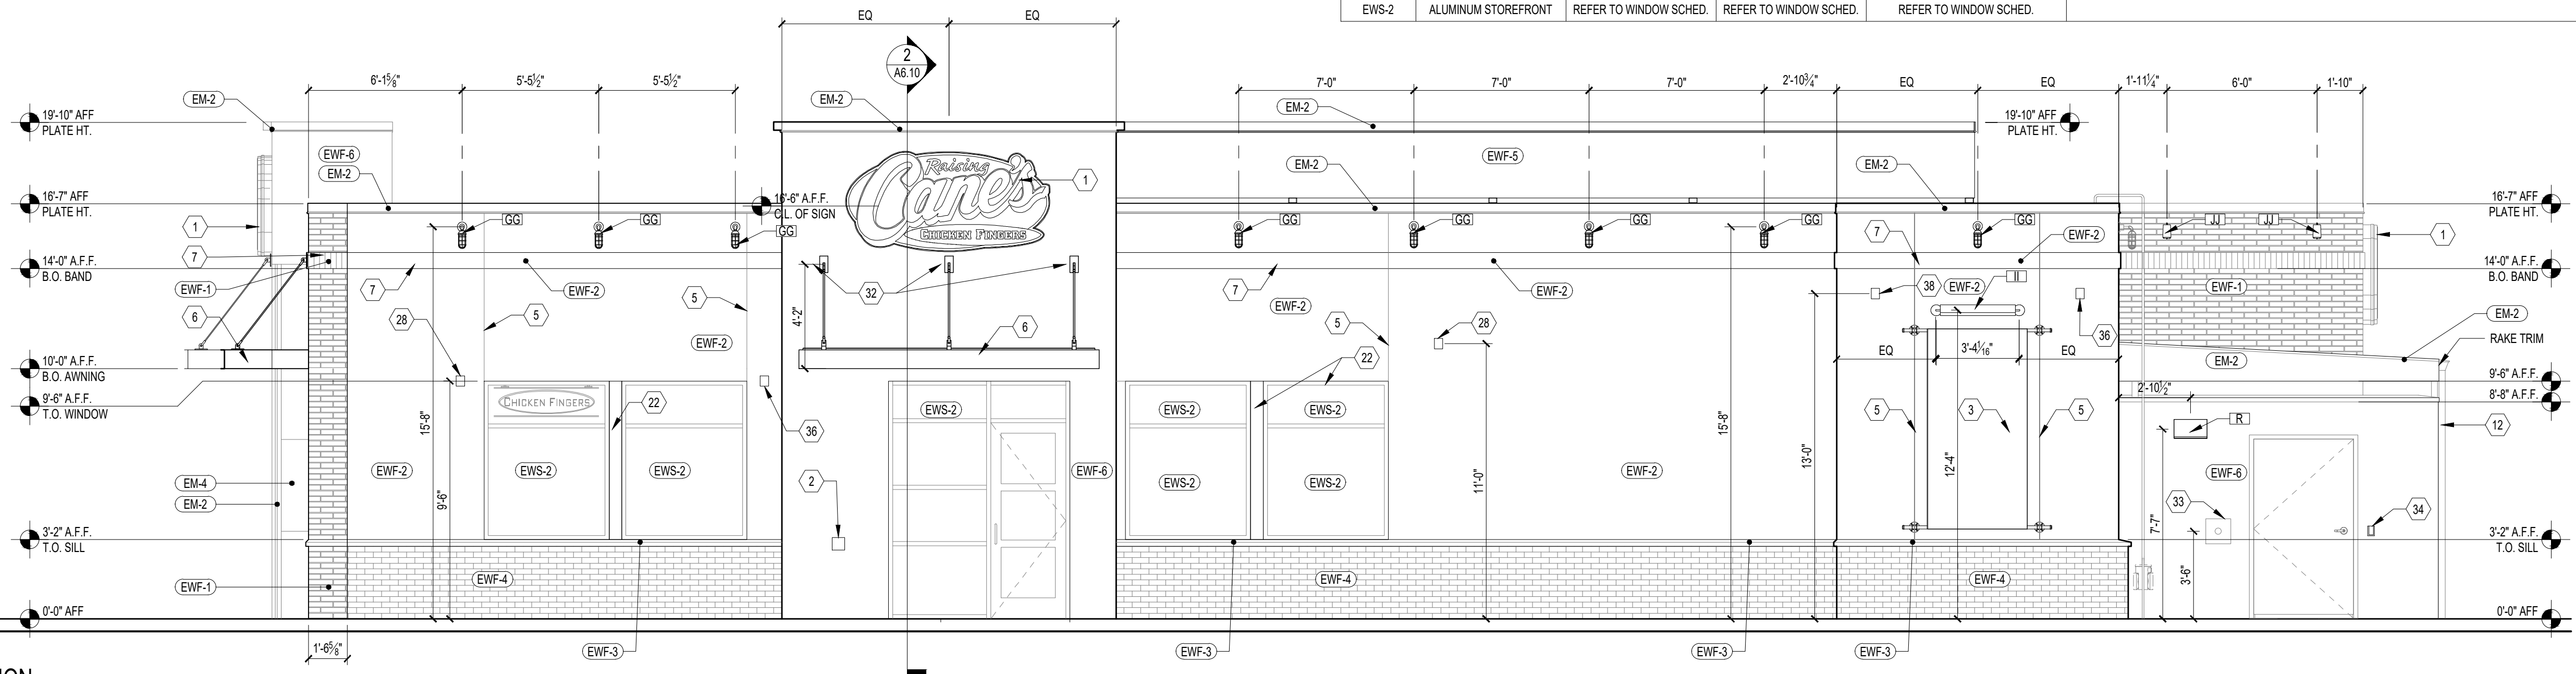 EWS-2 ALUMINUM STOREFRONT REFER TO WINDOW SCHED. REFER TO WINDOW SCHED. REFER TO WINDOW SCHED.
EQ EQ
2
A6.10
6'-1⅝" 5'-5½" 5'-5½" 7'-0" 7'-0" 7'-0" 2'-10¾" EQ EQ 1'-11¼" 6'-0" 1'-10"
EM-2 EM-2 EM-2
19'-10" AFF
PLATE HT.
19'-10" AFF
PLATE HT.
EWF-6
EM-2
EWF-5
EM-2 EM-2
Raising
Cane's
CHICKEN FINGERS
1
16'-7" AFF
PLATE HT.
16'-6" A.F.F.
C.L. OF SIGN
16'-7" AFF
PLATE HT.
1
GG GG GG GG GG GG GG GG
JJ JJ
1
7
7
EWF-2
14'-0" A.F.F.
B.O. BAND
14'-0" A.F.F.
B.O. BAND
EWF-1
7
EWF-2
32
7
EWF-2
EWF-2
38
EWF-2
II
36
EWF-1
6
28
5
5
EWF-2
4'-2"
6
5
28
22
EM-2
RAKE TRIM
EM-2
10'-0" A.F.F.
B.O. AWNING
9'-6" A.F.F.
T.O. WINDOW
EQ 3'-4 1/16" EQ
9'-6" A.F.F.
8'-8" A.F.F.
2'-10½"
CHICKEN FINGERS
22
36
EWS-2
EWS-2 EWS-2
15'-8"
15'-8"
5 3 5
R
12
9'-6"
EWF-2
EWS-2 EWS-2
2
EWF-6
EWS-2 EWS-2
11'-0"
EWF-2
13'-0"
12'-4"
EWF-6
EM-4
EM-2
33
34
7'-7"
3'-2" A.F.F.
T.O. SILL
3'-2" A.F.F.
T.O. SILL
3'-6"
EWF-4 EWF-4 EWF-4
EWF-1
0'-0" AFF
0'-0" AFF
1'-6⅝"
EWF-3 EWF-3 EWF-3 EWF-3